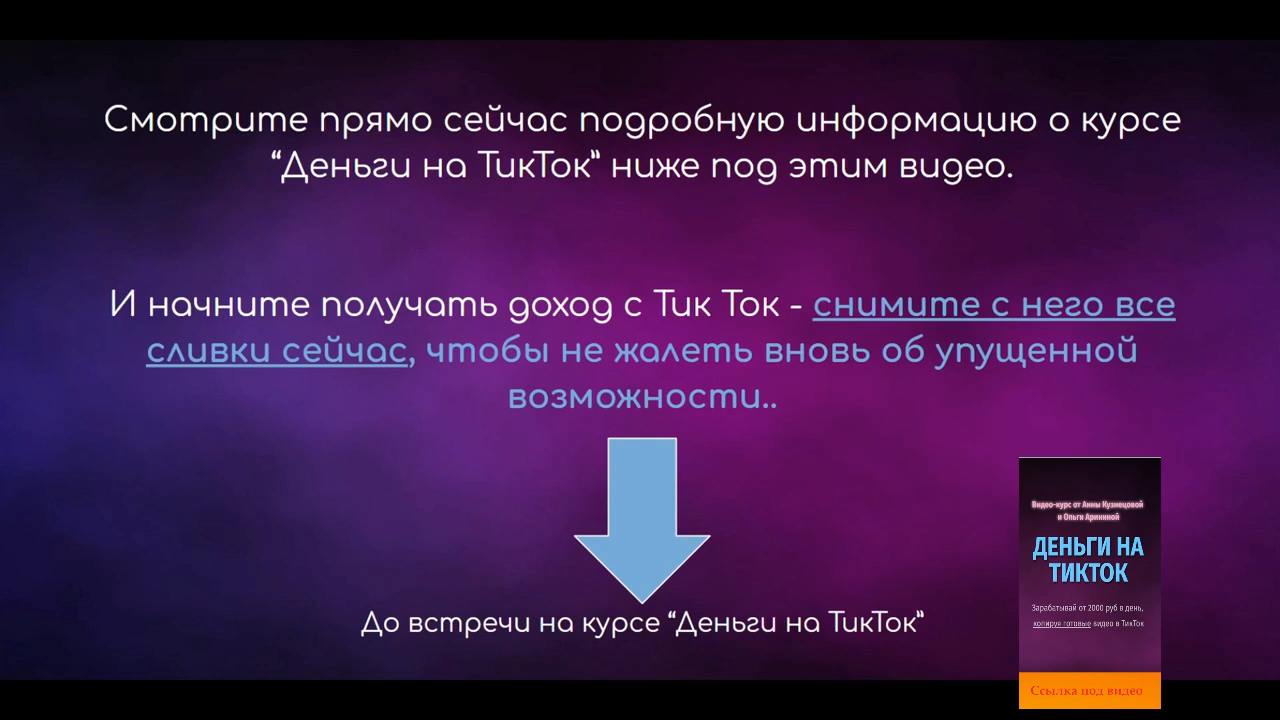 Смотрите прямо сейчас подробную информацию о курсе
“Деньги на ТикТок” ниже под этим видео.
И начните получать доход с Тик Ток - снимите с него все
сливки сейчас, чтобы не жалеть вновь об упущенной
возможности..
До встречи на курсе “Деньги на ТикТок”
Видео-курс от Анны Кузнецовой
и Ольги Арининой
ДЕНЬГИ НА
ТИКТОК
Зарабатывай от 2000 руб в день,
копируя готовые видео в ТикТок
Ссылка под видео